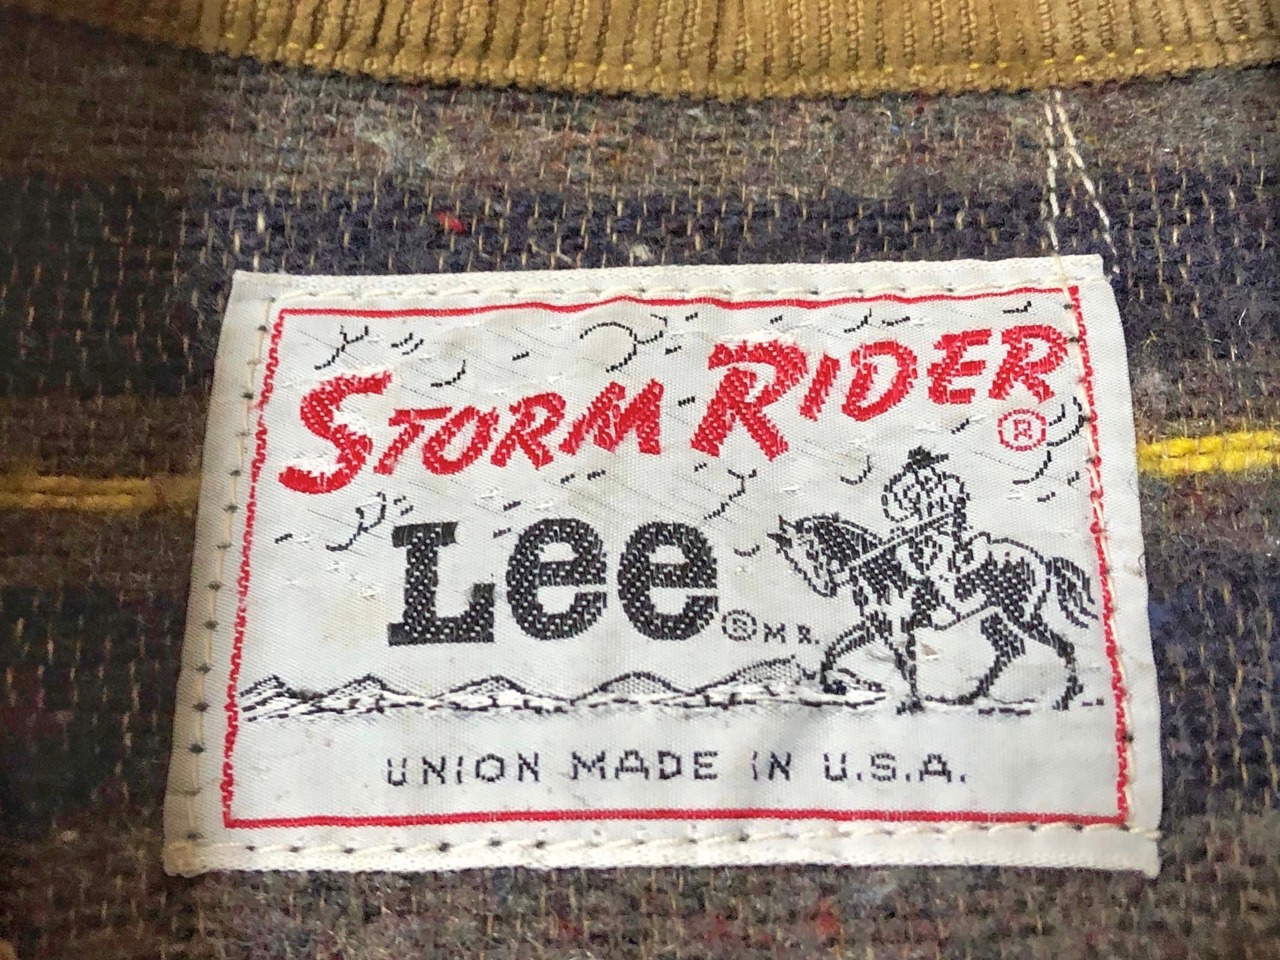 STORM RIDER ®
Lee ® M R.
UNION MADE IN U.S.A.